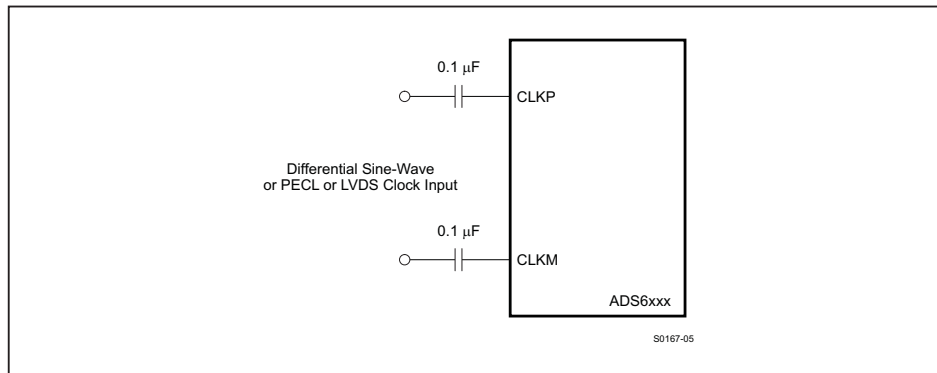 0.1 μF
CLKP
Differential Sine-Wave
or PECL or LVDS Clock Input
0.1 μF
CLKM
ADS6xxx
S0167-05